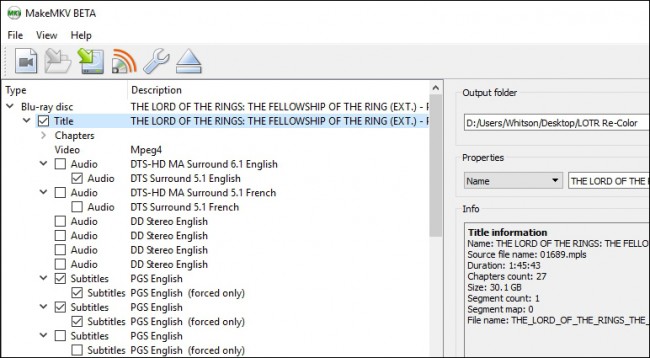 MakeMKV BETA
File View Help
Type Description
Blu-ray disc THE LORD OF THE RINGS: THE FELLOWSHIP OF THE RING (EXT.) -
Title THE LORD OF THE RINGS: THE FELLOWSHIP OF THE RING (EXT.) -
Chapters
Video Mpeg4
Audio DTS-HD MA Surround 6.1 English
Audio DTS Surround 5.1 English
Audio DTS-HD MA Surround 5.1 French
Audio DTS Surround 5.1 French
Audio DD Stereo English
Audio DD Stereo English
Audio DD Stereo English
Audio DD Stereo English
Subtitles PGS English
Subtitles PGS English (forced only)
Subtitles PGS English
Subtitles PGS English (forced only)
Subtitles PGS English
Subtitles PGS English (forced only)
Output folder
D:/Users/Whitson/Desktop/LOTR Re-Color
Properties
Name THE LORD OF THE
Info
Title information
Name: THE LORD OF THE RINGS: THE
Source file name: 01689.mpls
Duration: 1:45:43
Chapters count: 27
Size: 30.1 GB
Segment count: 1
Segment map: 0
File name: THE_LORD_OF_THE_RINGS_THE_